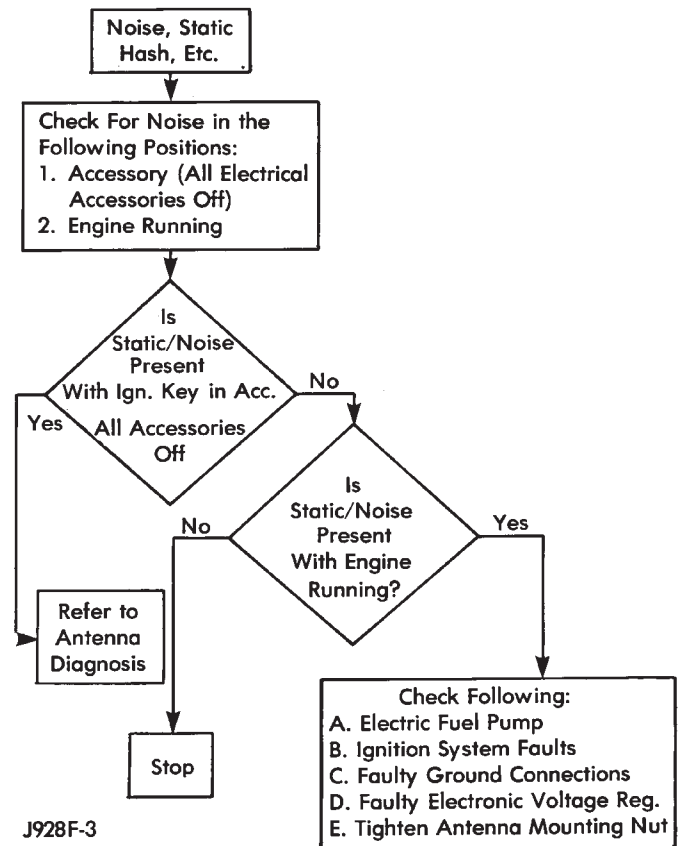 Noise, Static
Hash, Etc.
Check For Noise in the
Following Positions:
1. Accessory (All Electrical
Accessories Off)
2. Engine Running
Is
Static/Noise
Present
With Ign. Key in Acc.
All Accessories
Off
Yes
No
Is
Static/Noise
Present
With Engine
Running?
No
Yes
Refer to
Antenna
Diagnosis
Stop
Check Following:
A. Electric Fuel Pump
B. Ignition System Faults
C. Faulty Ground Connections
D. Faulty Electronic Voltage Reg.
E. Tighten Antenna Mounting Nut
J928F-3